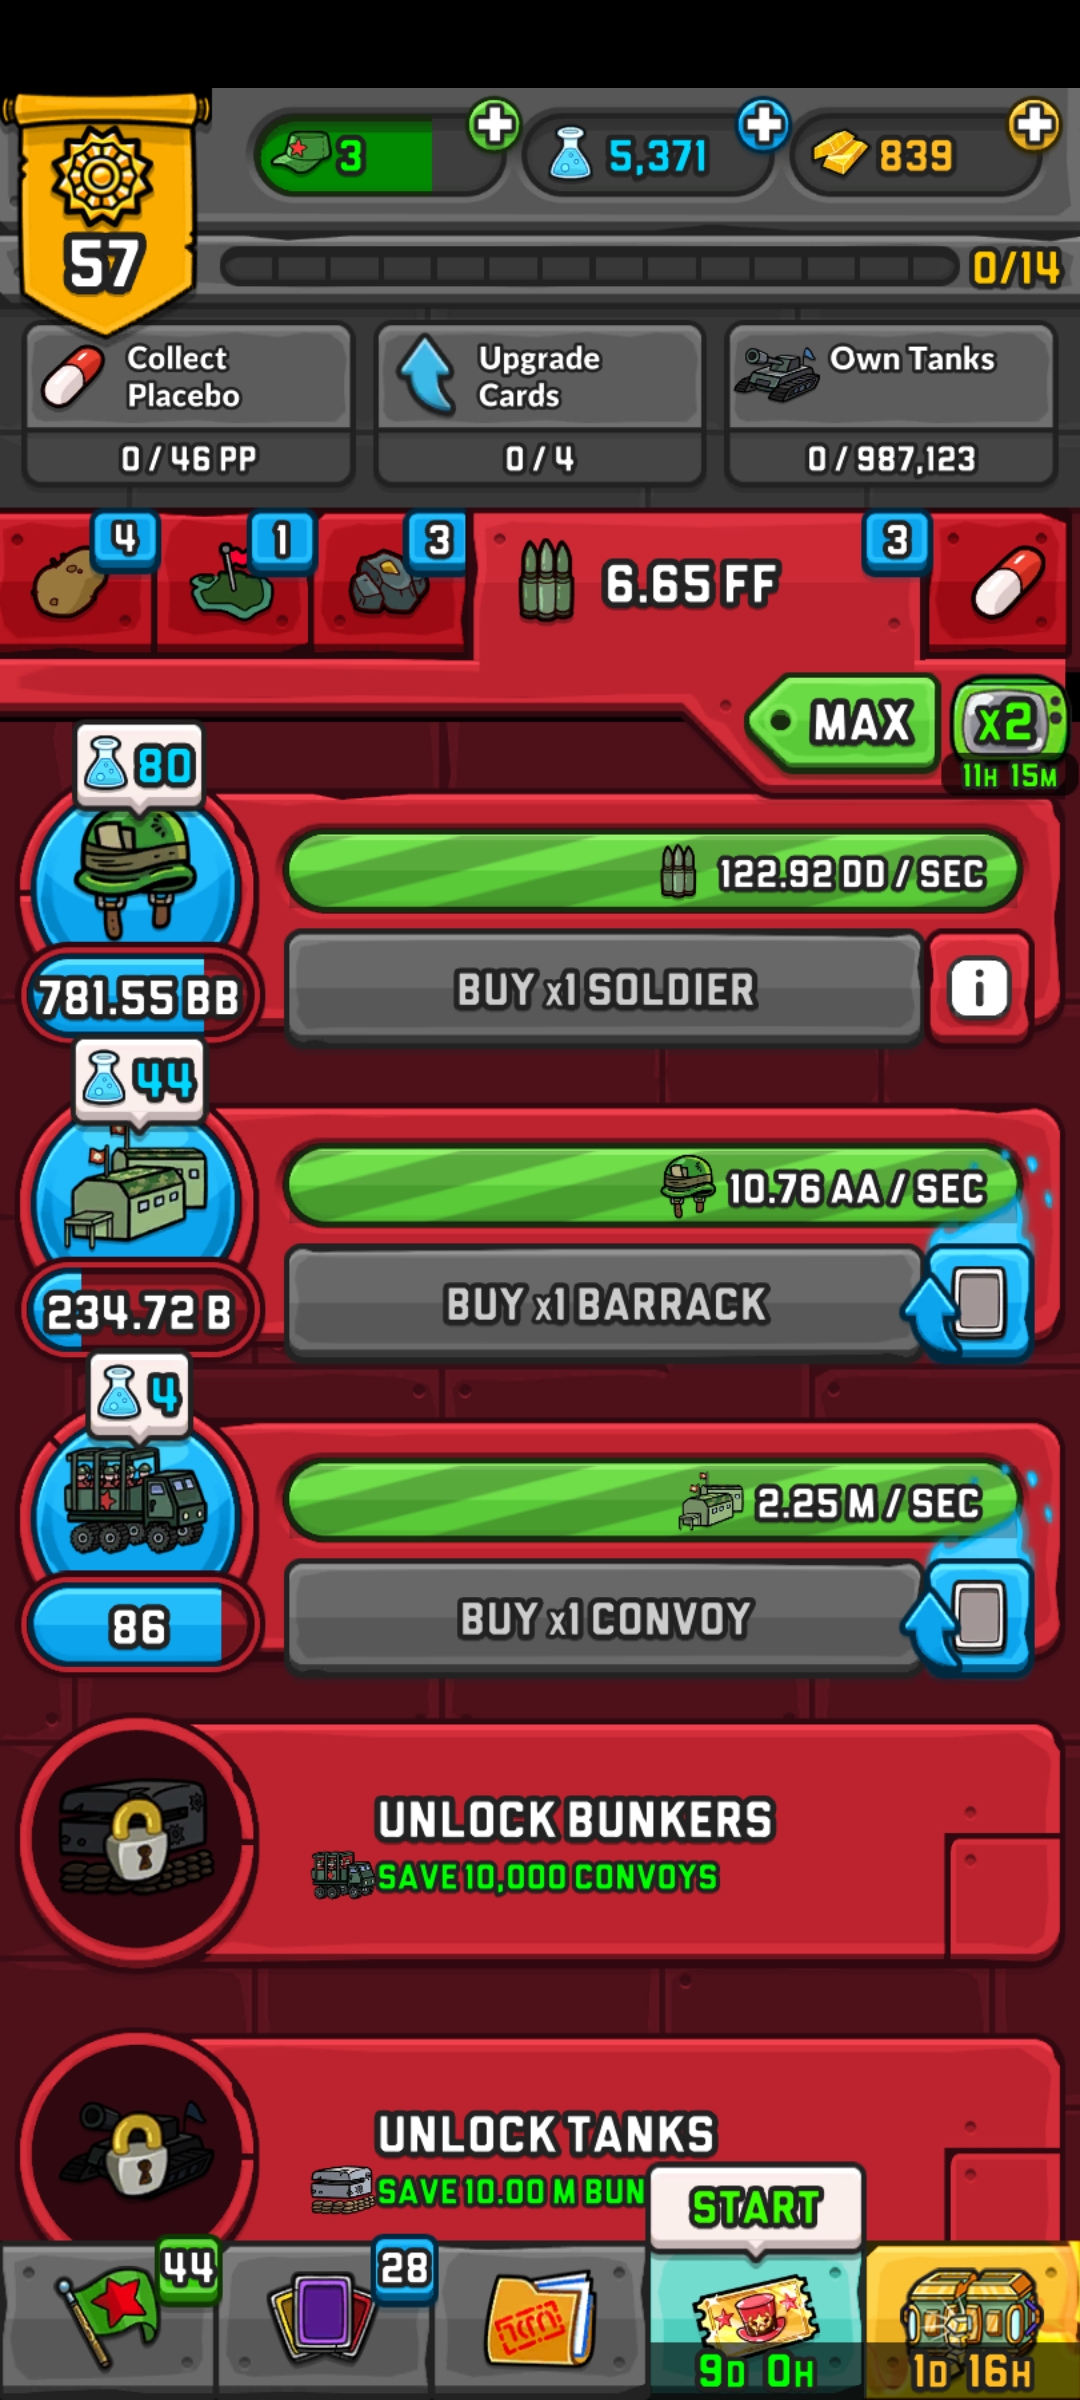 3
5,371
839
57
0/14
Collect
Placebo
0 / 46 PP
Upgrade
Cards
0 / 4
Own Tanks
0 / 987,123
4
1
3
6.65 FF
3
MAX
X2
11H 15M
80
122.92 DD / SEC
781.55 BB
BUY x1 SOLDIER
i
44
10.76 AA / SEC
234.72 B
BUY x1 BARRACK
4
2.25 M / SEC
86
BUY x1 CONVOY
UNLOCK BUNKERS
SAVE 10,000 CONVOYS
UNLOCK TANKS
SAVE 10.00 M BUN
START
44
28
9D 0H
1D 16H